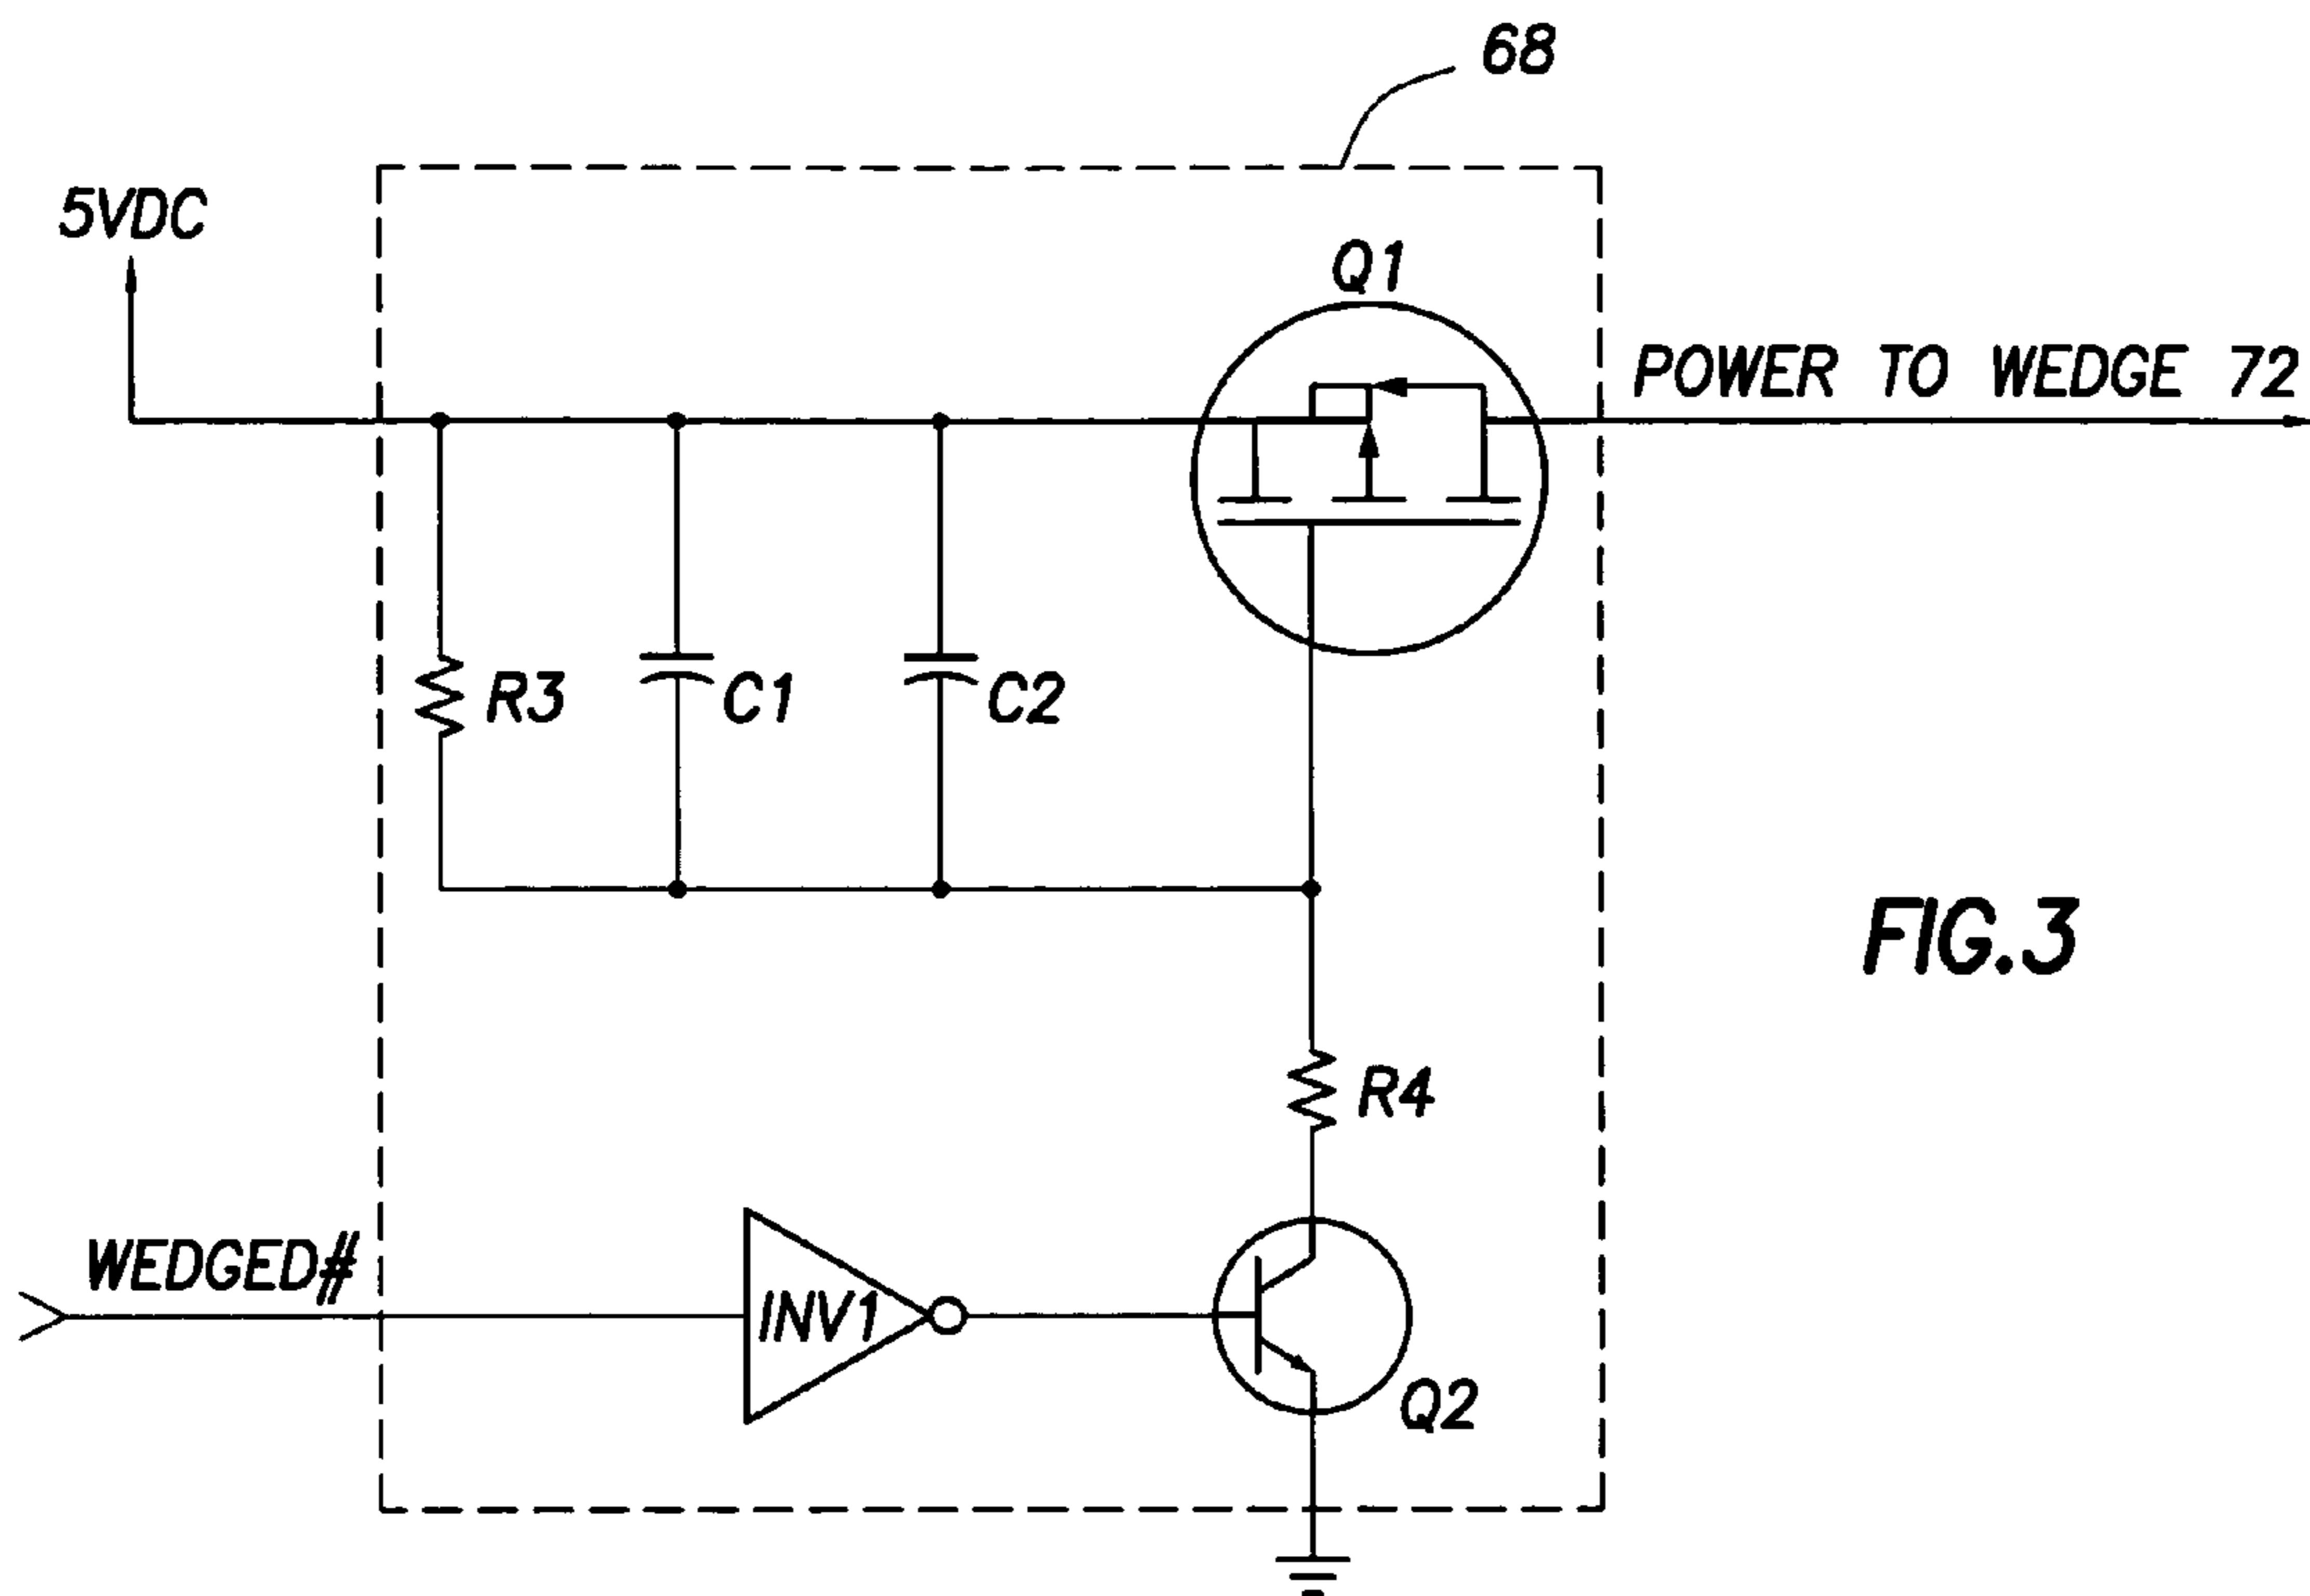 68
5VDC
Q1
POWER TO WEDGE 72
R3
C1
C2
FIG.3
R4
WEDGED#
INV1
Q2